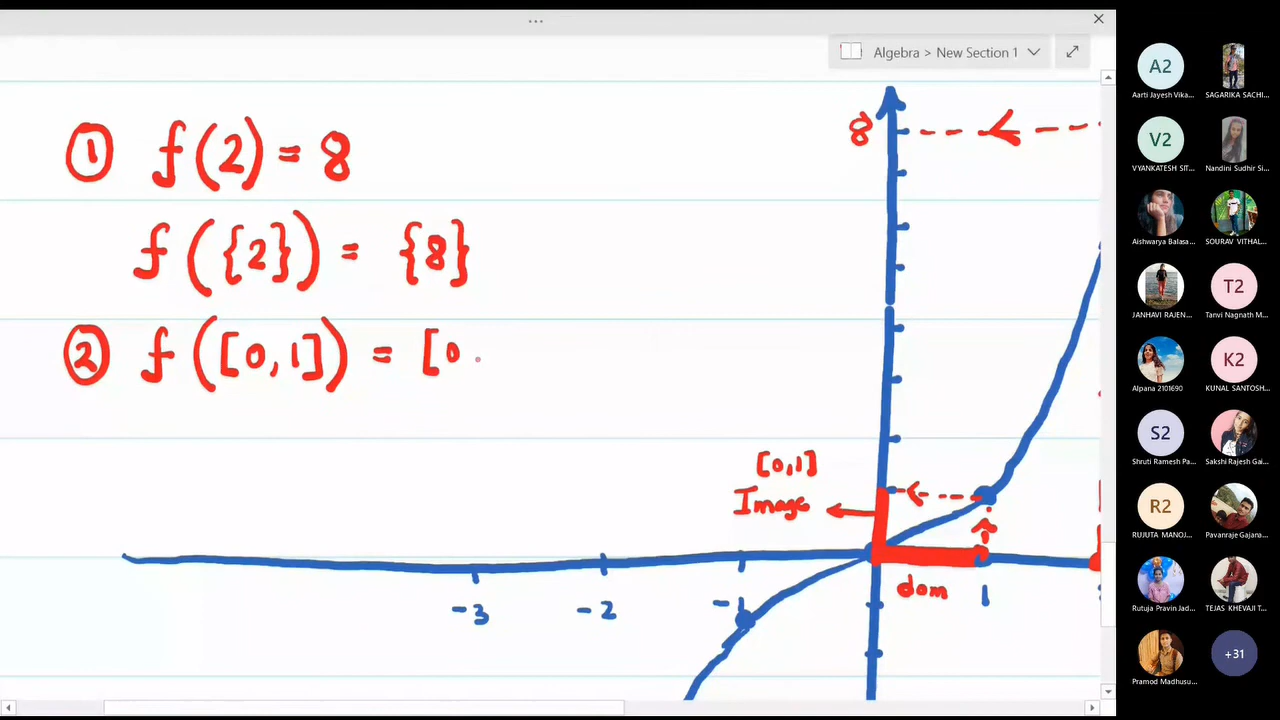 Algebra > New Section 1
① f(2) = 8
f({2}) = {8}
② f([0,1]) = [0
8
[0,1]
Image
dom
1
-3
-2
-1
A2
Aarti Jayesh Vika...
SAGARIKA SACHI...
V2
VYANKATESH SIT...
Nandini Sudhir Si...
Aishwarya Balasa...
SOURAV VITHAL...
JANHAVI RAJEN...
T2
Tanvi Nagnath M...
Alpana 2101690
K2
KUNAL SANTOSH...
S2
Shruti Ramesh Pa...
Sakshi Rajesh Gai...
R2
RUJUTA MANOJ...
Pavanraje Gajana...
Rutuja Pravin Jad...
TEJAS KHEVAJI T...
Pramod Madhusu...
+31